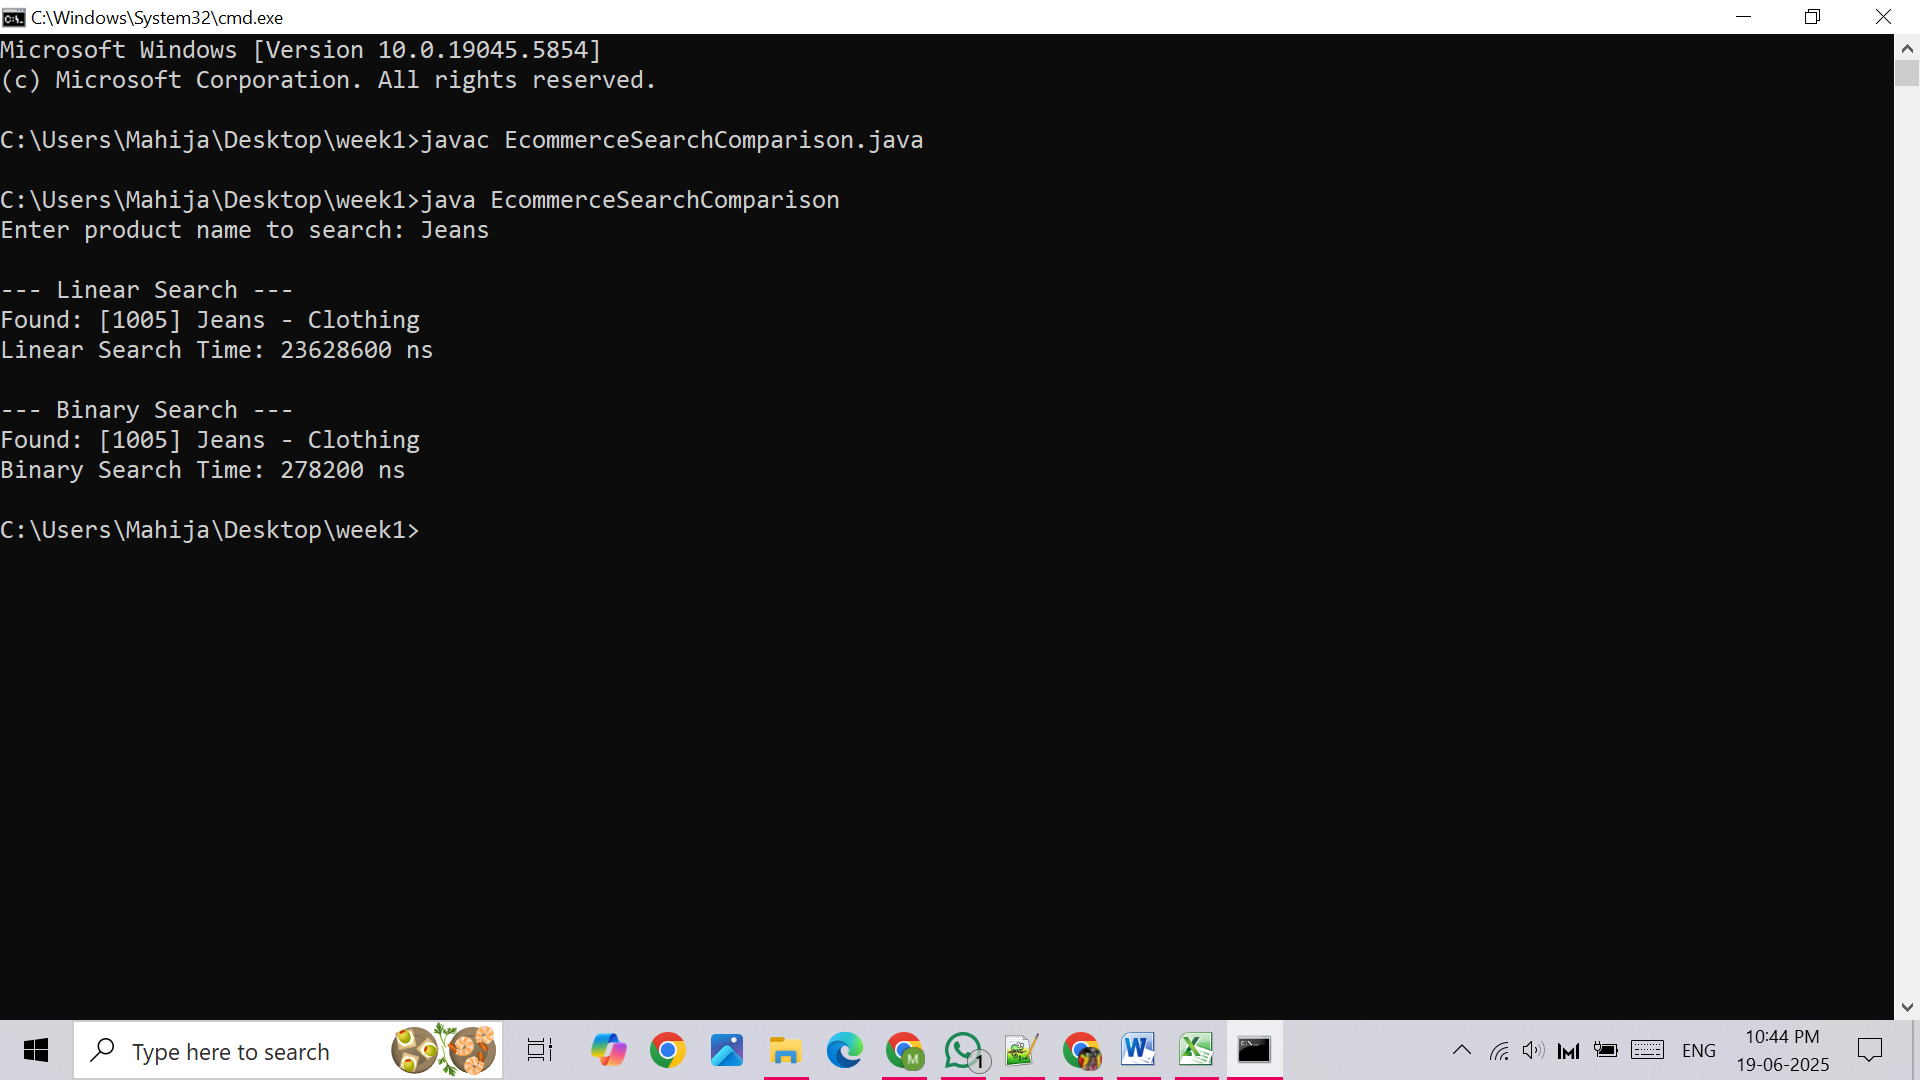 C:\Windows\System32\cmd.exe
Microsoft Windows [Version 10.0.19045.5854]
(c) Microsoft Corporation. All rights reserved.
C:\Users\Mahija\Desktop\week1>javac EcommerceSearchComparison.java
C:\Users\Mahija\Desktop\week1>java EcommerceSearchComparison
Enter product name to search: Jeans
--- Linear Search ---
Found: [1005] Jeans - Clothing
Linear Search Time: 23628600 ns
--- Binary Search ---
Found: [1005] Jeans - Clothing
Binary Search Time: 278200 ns
C:\Users\Mahija\Desktop\week1>
Type here to search
M
1
ENG
10:44 PM
19-06-2025